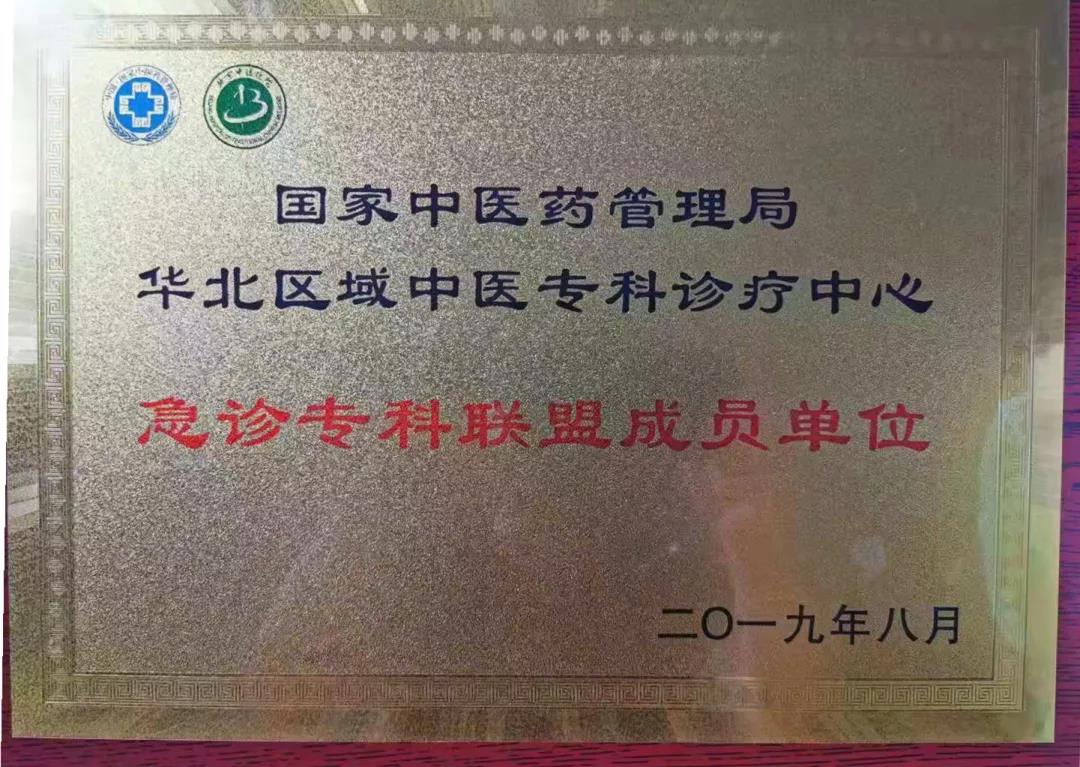 国家中医药管理局
华北区域中医专科诊疗中心
急诊专科联盟成员单位
二〇一九年八月